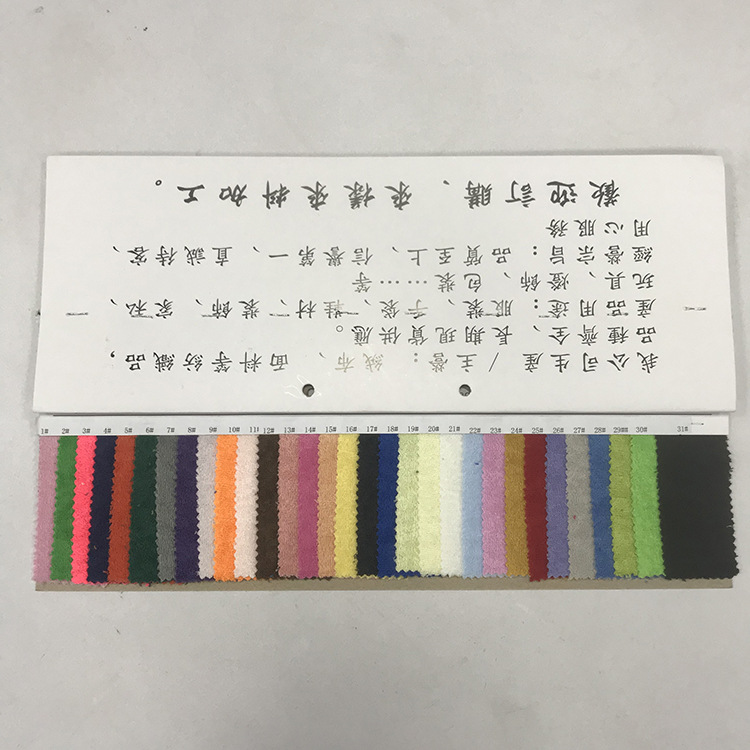 我公司生產 / 主營：絨布、面料等紡織品，
品種齊全、長期現貨供應。
產品用途：服裝、手袋、鞋材、裝飾、家私、
玩具、燈飾、包裝……等
經營宗旨：品質至上、信譽第一、真誠待客、
用心服務
歡迎訂購、來樣來料加工。
1# 2# 3# 4# 5# 6# 7# 8# 9# 10# 11# 12# 13# 14# 15# 16# 17# 18# 19# 20# 21# 22# 23# 24# 25# 26# 27# 28# 29## 30# 31#